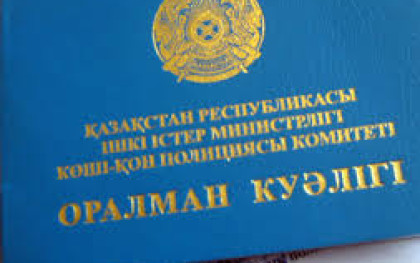 ҚАЗАҚСТАН РЕСПУБЛИКАСЫ
ІШКІ ІСТЕР МИНИСТРЛІГІ
КӨШІ-ҚОН ПОЛИЦИЯСЫ КОМИТЕТІ
ОРАЛМАН КУӘЛІГІ